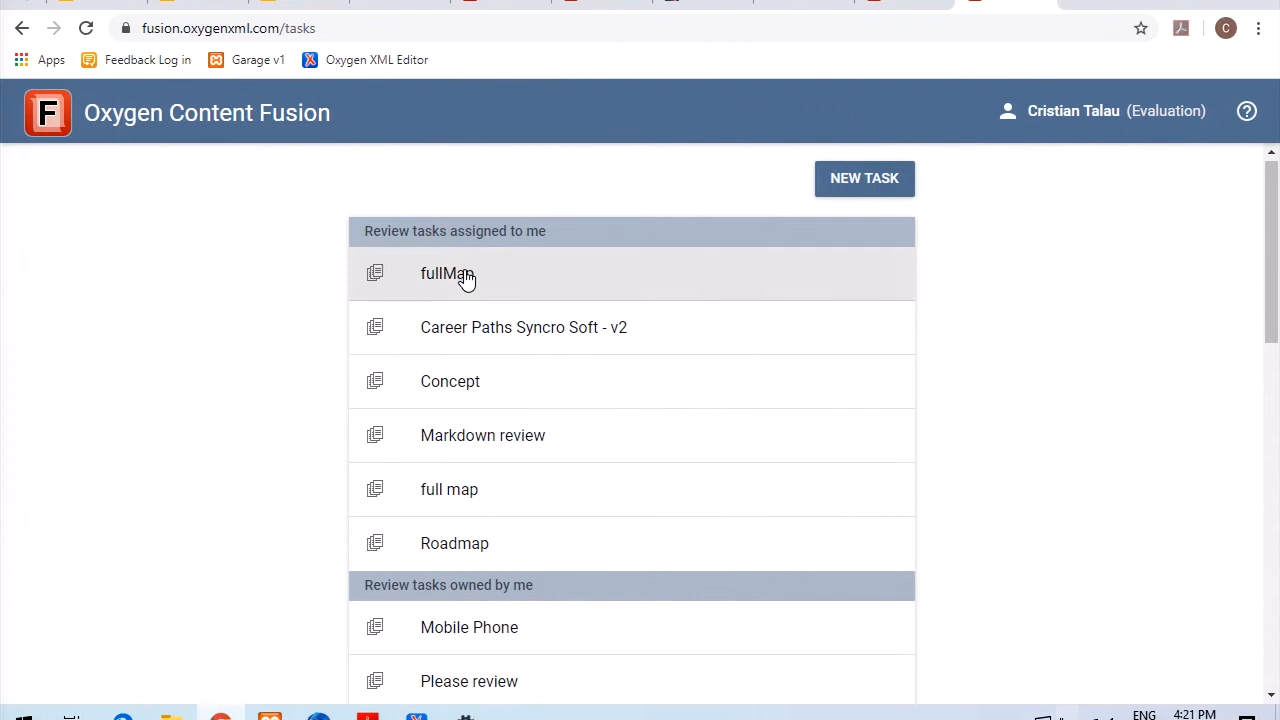 fusion.oxygenxml.com/tasks
C
Apps Feedback Log in Garage v1 Oxygen XML Editor
F Oxygen Content Fusion Cristian Talau (Evaluation)
NEW TASK
Review tasks assigned to me
fullMap
Career Paths Syncro Soft - v2
Concept
Markdown review
full map
Roadmap
Review tasks owned by me
Mobile Phone
Please review
ENG 4:21 PM